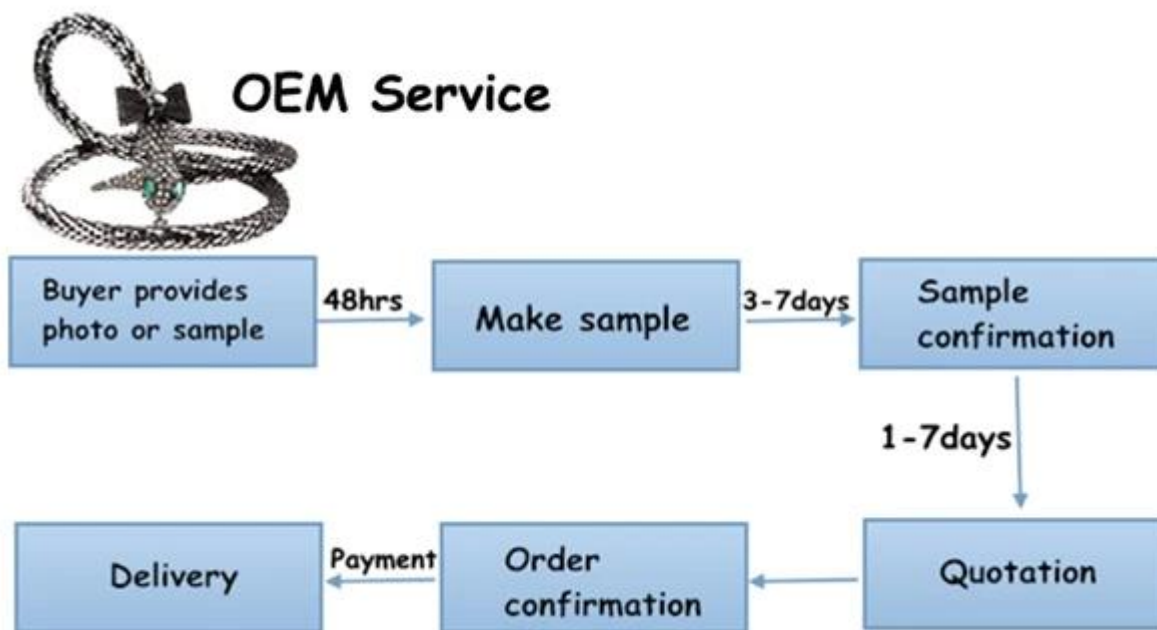 OEM Service
Buyer provides
photo or sample
48hrs
Make sample
3-7days
Sample
confirmation
1-7days
Quotation
Order
confirmation
Payment
Delivery